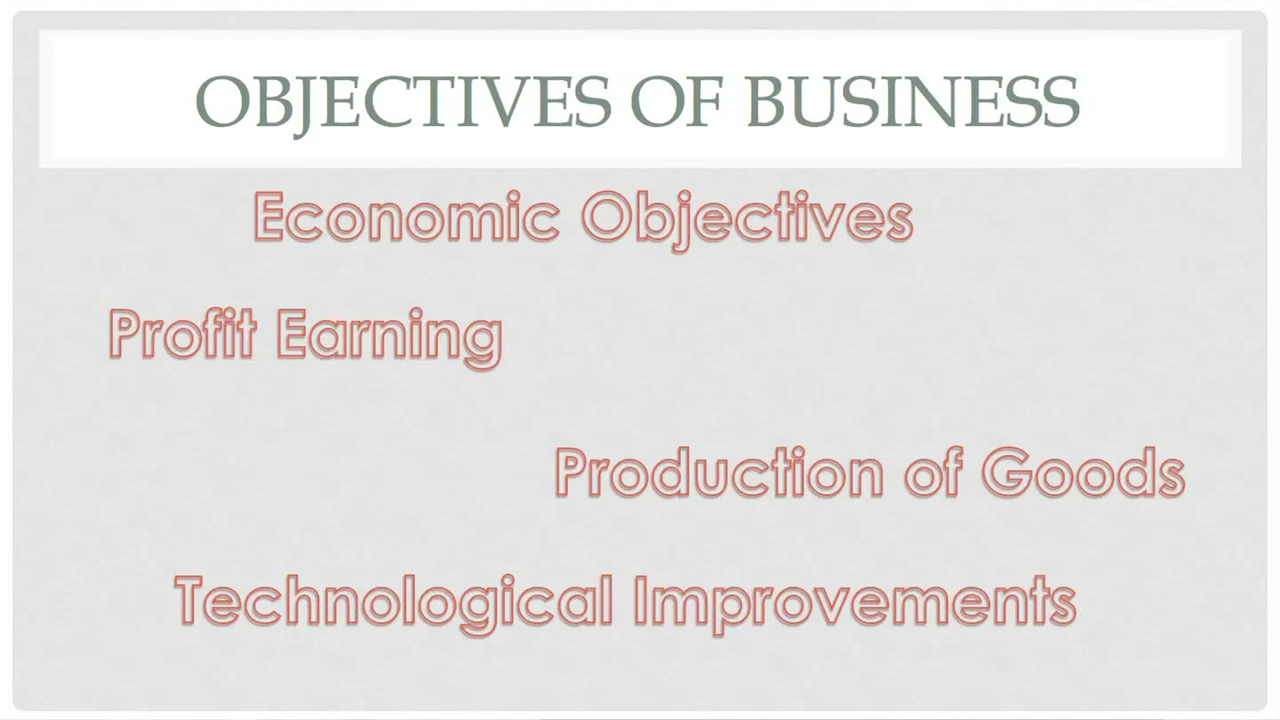 OBJECTIVES OF BUSINESS
Economic Objectives
Profit Earning
Production of Goods
Technological Improvements